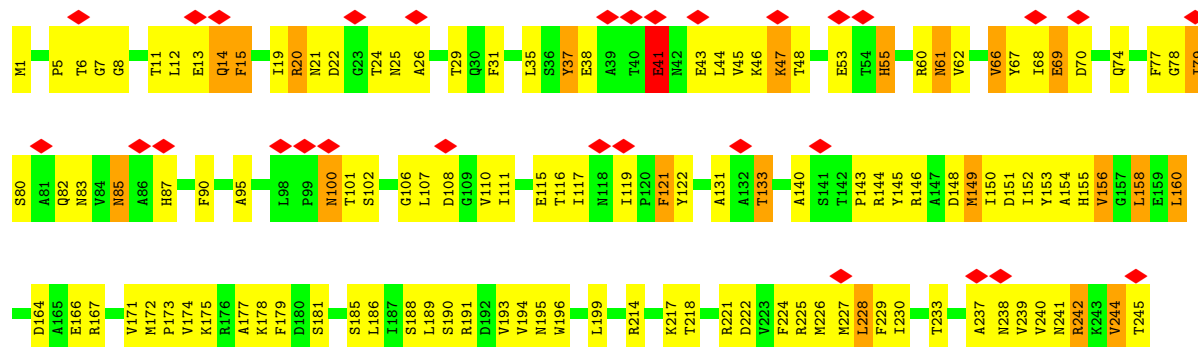 M1 P5 T6 G7 G8 T11 L12 E13 Q14 F15 I19 R20 N21 D22 G23 T24 N25 A26 T29 Q30 F31 L35 S36 Y37 E38 A39 T40 E41 N42 E43 L44 V45 K46 K47 T48 E53 T54 H55 R60 N61 V62 V66 Y67 I68 E69 D70 Q74 F77 G78 I79
S80 A81 Q82 N83 V84 N85 A86 H87 F90 A95 L98 P99 N100 T101 S102 G106 L107 D108 G109 V110 I111 E115 T116 I117 N118 I119 P120 F121 Y122 A131 A132 T133 A140 S141 T142 P143 R144 Y145 R146 A147 D148 M149 I150 D151 I152 Y153 A154 H155 V156 G157 L158 E159 L160
D164 A165 E166 R167 V171 M172 P173 V174 K175 R176 A177 K178 F179 D180 S181 S185 L186 T187 S188 L189 S190 R191 D192 V193 V194 N195 W196 L199 R214 K217 T218 R221 D222 V223 F224 R225 M226 M227 L228 F229 I230 T233 A237 N238 V239 V240 N241 R242 K243 V244 T245